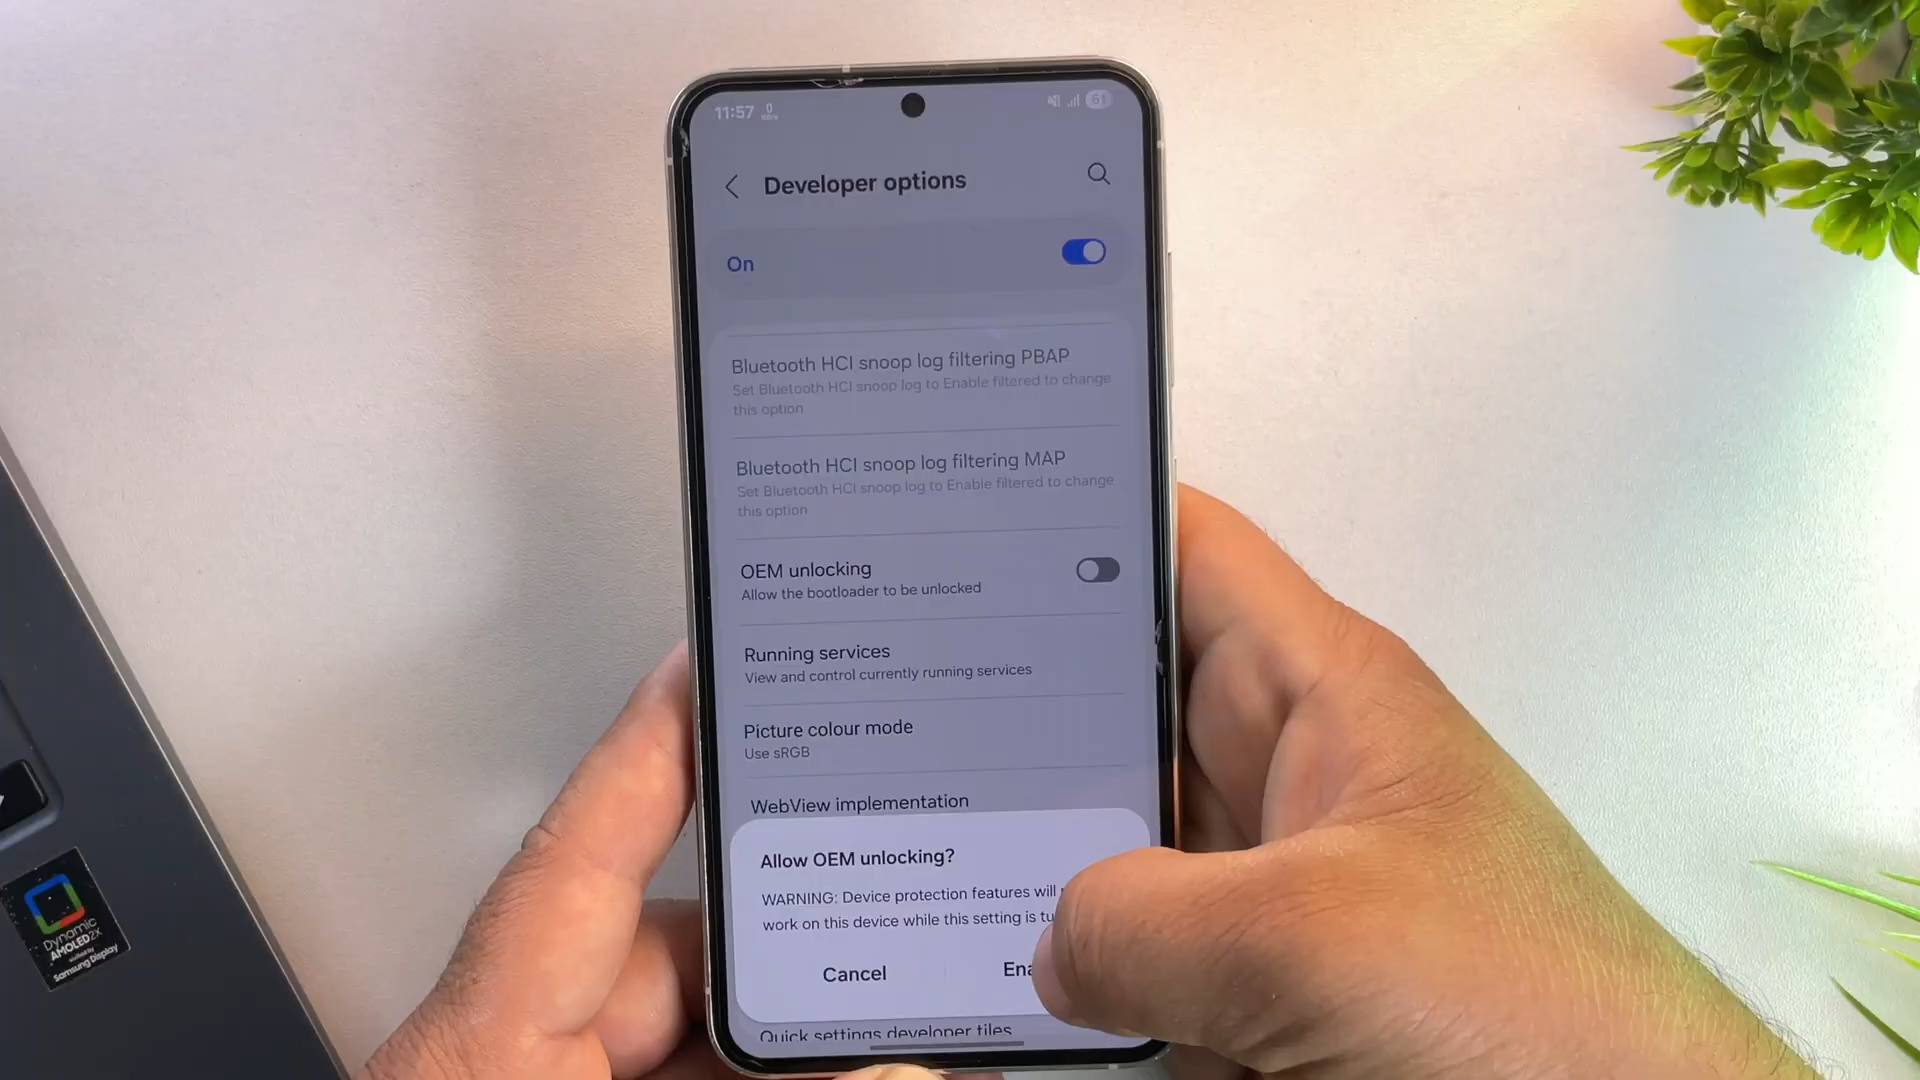 11:57 0
61
Developer options
On
Bluetooth HCI snoop log filtering PBAP
Set Bluetooth HCI snoop log to Enable filtered to change
this option
Bluetooth HCI snoop log filtering MAP
Set Bluetooth HCI snoop log to Enable filtered to change
this option
OEM unlocking
Allow the bootloader to be unlocked
Running services
View and control currently running services
Picture colour mode
Use sRGB
WebView implementation
Allow OEM unlocking?
WARNING: Device protection features will
work on this device while this setting is tu
Cancel
Ena
Quick settings developer tiles
Dynamic
AMOLED 2X
Samsung Display